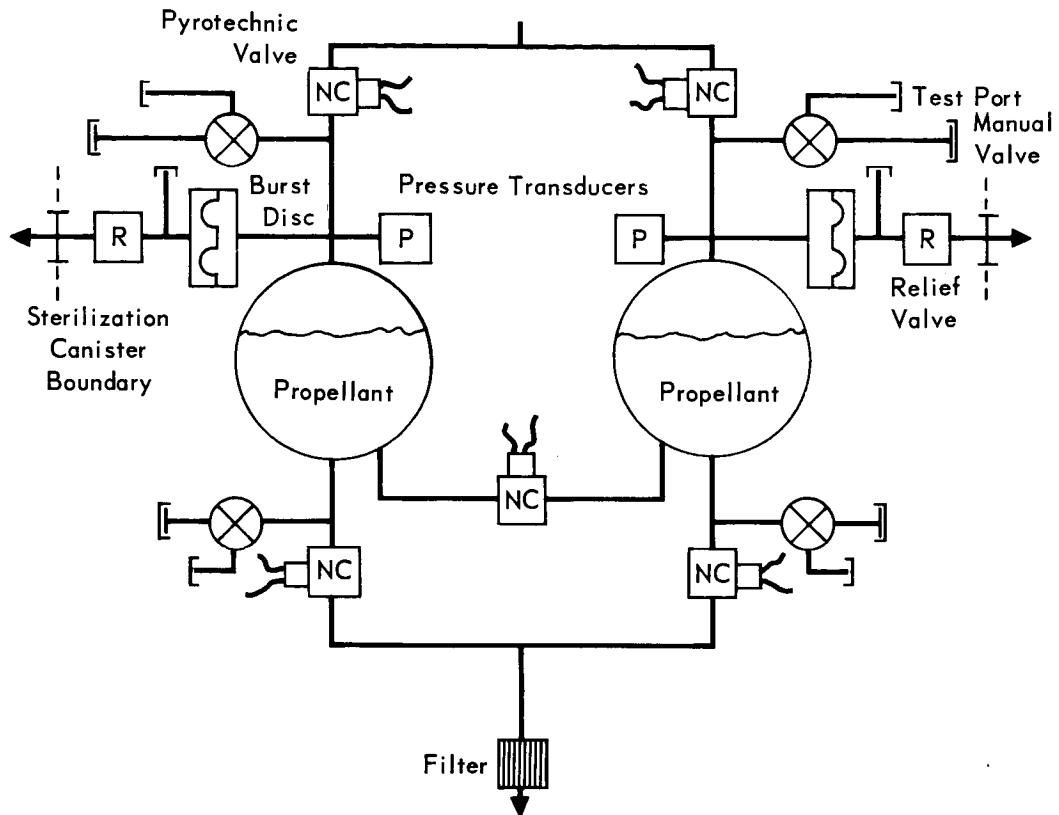 Pyrotechnic
Valve
NC
NC
Test Port
Manual
Valve
Burst
Disc
Pressure Transducers
R
P
P
R
Sterilization
Canister
Boundary
Relief
Valve
Propellant
Propellant
NC
NC
NC
Filter